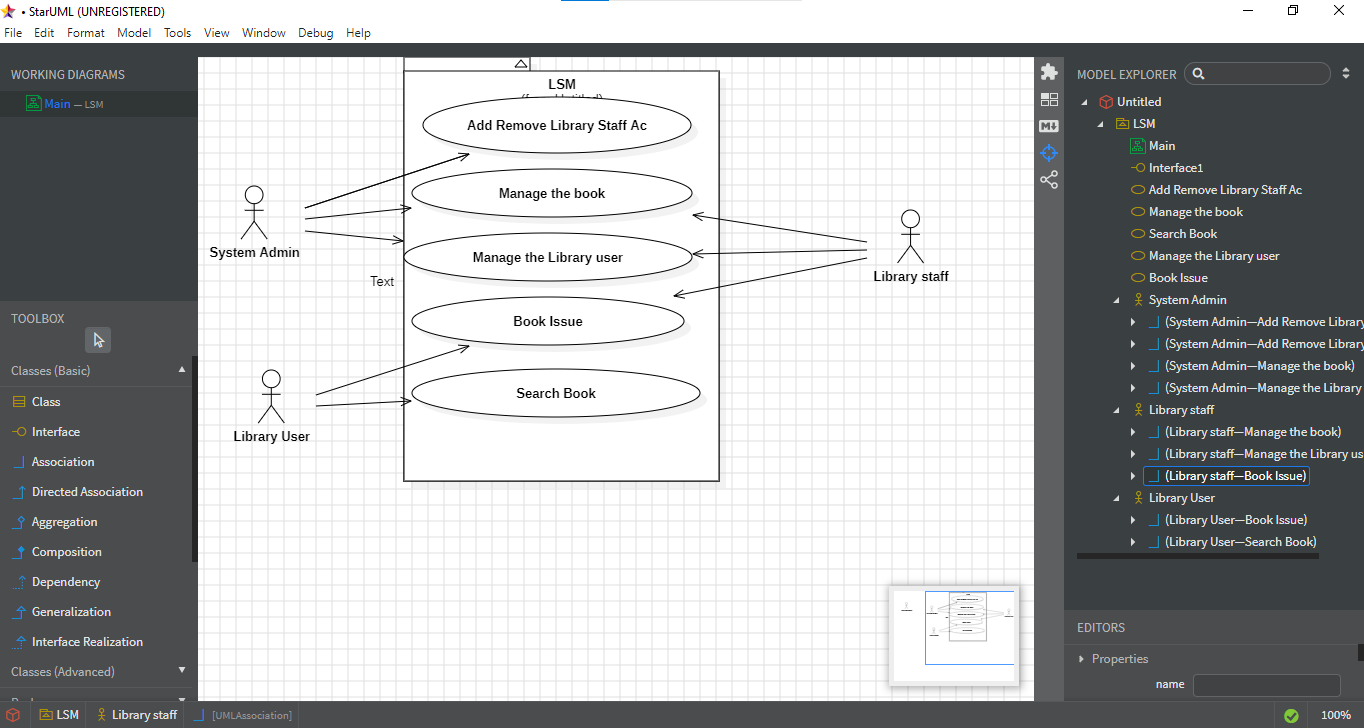 • StarUML (UNREGISTERED)
File Edit Format Model Tools View Window Debug Help
WORKING DIAGRAMS
Main — LSM
TOOLBOX
Classes (Basic)
Class
Interface
Association
Directed Association
Aggregation
Composition
Dependency
Generalization
Interface Realization
Classes (Advanced)
LSM
Add Remove Library Staff Ac
Manage the book
System Admin
Manage the Library user
Library staff
Text
Book Issue
Search Book
Library User
MODEL EXPLORER
Untitled
LSM
Main
Interface1
Add Remove Library Staff Ac
Manage the book
Search Book
Manage the Library user
Book Issue
System Admin
(System Admin—Add Remove Library
(System Admin—Add Remove Library
(System Admin—Manage the book)
(System Admin—Manage the Library
Library staff
(Library staff—Manage the book)
(Library staff—Manage the Library us
(Library staff—Book Issue)
Library User
(Library User—Book Issue)
(Library User—Search Book)
EDITORS
Properties
name
LSM Library staff [UMLAssociation]
100%